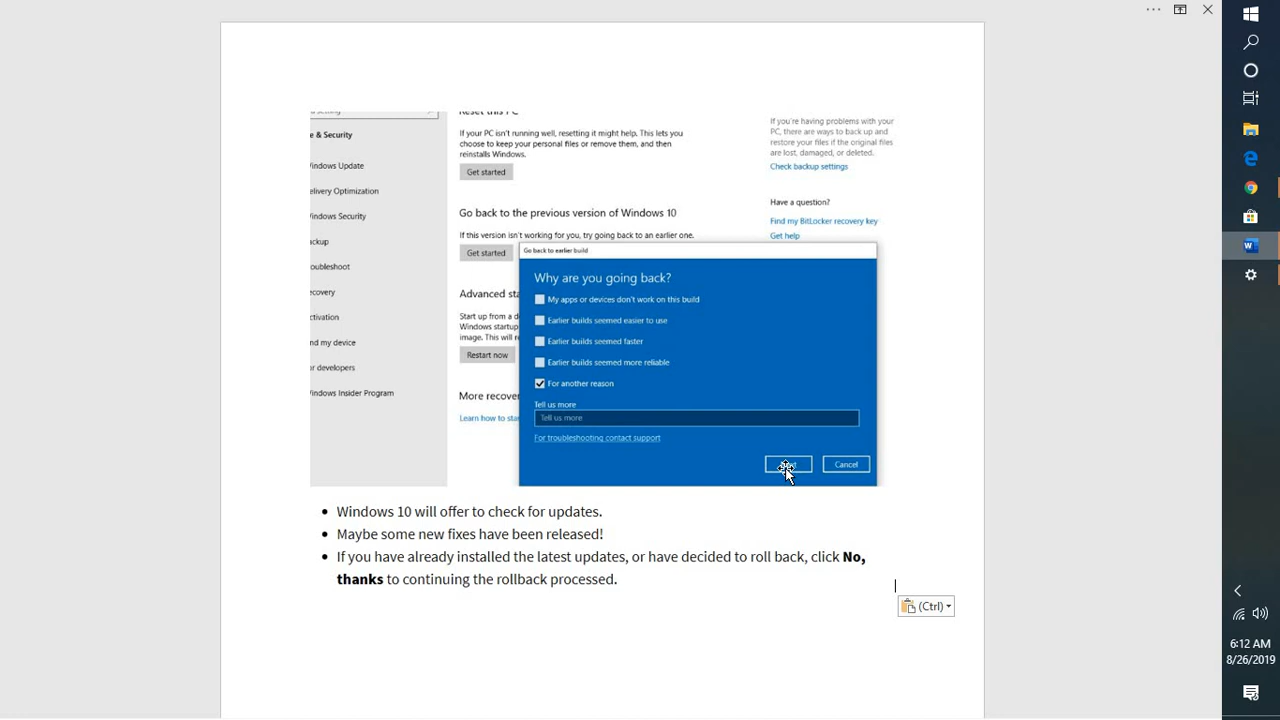 Reset this PC
If you're having problems with your
PC, there are ways to back up and
restore your files if the original files
are lost, damaged, or deleted.
Check backup settings
e & Security
If your PC isn't running well, resetting it might help. This lets you
choose to keep your personal files or remove them, and then
reinstalls Windows.
Get started
indows Update
elivery Optimization
indows Security
ackup
oubleshoot
ecovery
ctivation
nd my device
r developers
indows Insider Program
Go back to the previous version of Windows 10
If this version isn't working for you, try going back to an earlier one.
Get started
Have a question?
Find my BitLocker recovery key
Get help
Advanced sta
Start up from a d
Windows startup
image. This will r
Restart now
More recove
Learn how to star
Go back to earlier build
Why are you going back?
My apps or devices don't work on this build
Earlier builds seemed easier to use
Earlier builds seemed faster
Earlier builds seemed more reliable
For another reason
Tell us more
Tell us more
For troubleshooting contact support
Cancel
• Windows 10 will offer to check for updates.
• Maybe some new fixes have been released!
• If you have already installed the latest updates, or have decided to roll back, click No,
thanks to continuing the rollback processed.
(Ctrl)
6:12 AM
8/26/2019